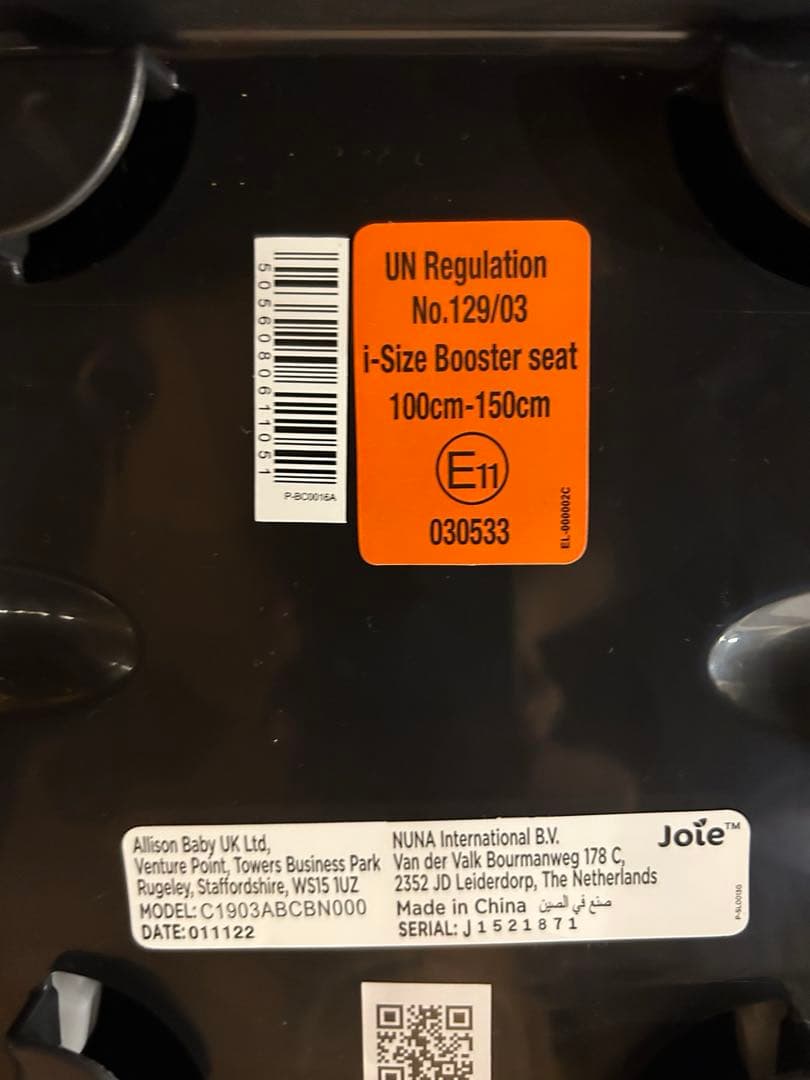 5056080611051
P-BC0016A
UN Regulation
No.129/03
i-Size Booster seat
100cm-150cm
E11
030533
EL-000002C
Allison Baby UK Ltd,
Venture Point, Towers Business Park
Rugeley, Staffordshire, WS15 1UZ
MODEL: C1903ABCBN000
DATE: 011122
NUNA International B.V.
Van der Valk Bourmanweg 178 C,
2352 JD Leiderdorp, The Netherlands
Made in China صنع في الصين
SERIAL: J1521871
Joie™
P-SL0013G